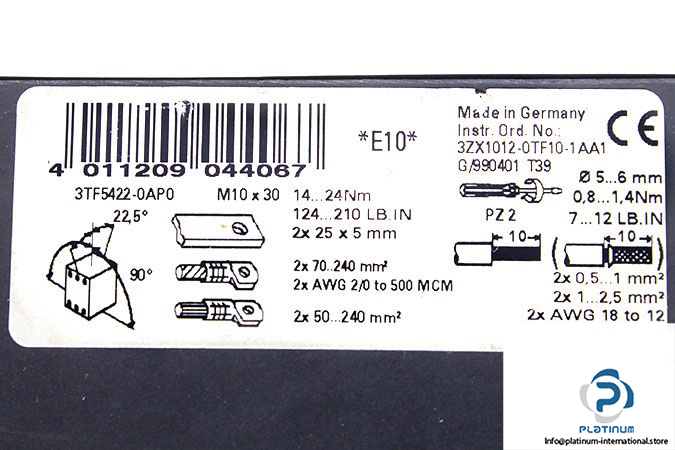 4 011209 044067
*E10*
Made in Germany
Instr. Ord. No.:
3ZX1012-0TF10-1AA1
G/990401 T39
CE
3TF5422-0AP0
M10 x 30
14...24Nm
124...210 LB.IN
2x 25 x 5 mm
22,5°
90°
2x 70..240 mm²
2x AWG 2/0 to 500 MCM
2x 50...240 mm²
Ø 5...6 mm
0,8...1,4Nm
PZ 2
7...12 LB.IN
10
10
2x 0,5...1 mm²
2x 1...2,5 mm²
2x AWG 18 to 12
PLATINUM
Info@platinum-international.store